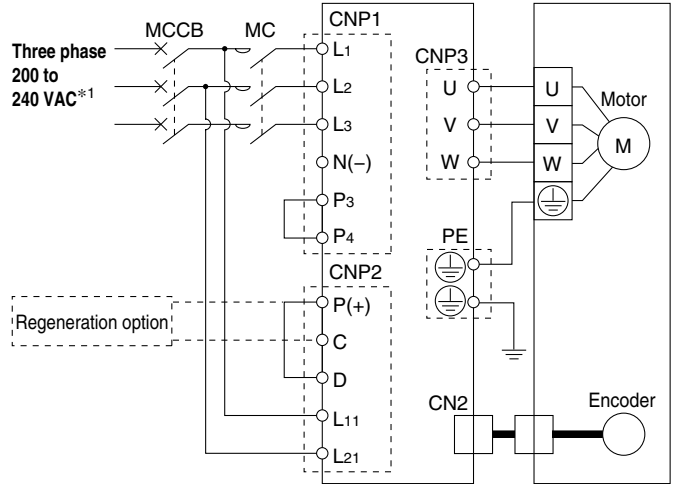 MCCB MC CNP1
Three phase
200 to
240 VAC*1
L1
L2
L3
N(−)
P3
P4
CNP3
U
V
W
U
V
W
Motor
M
PE
CNP2
P(+)
C
D
L11
L21
Regeneration option
CN2
Encoder